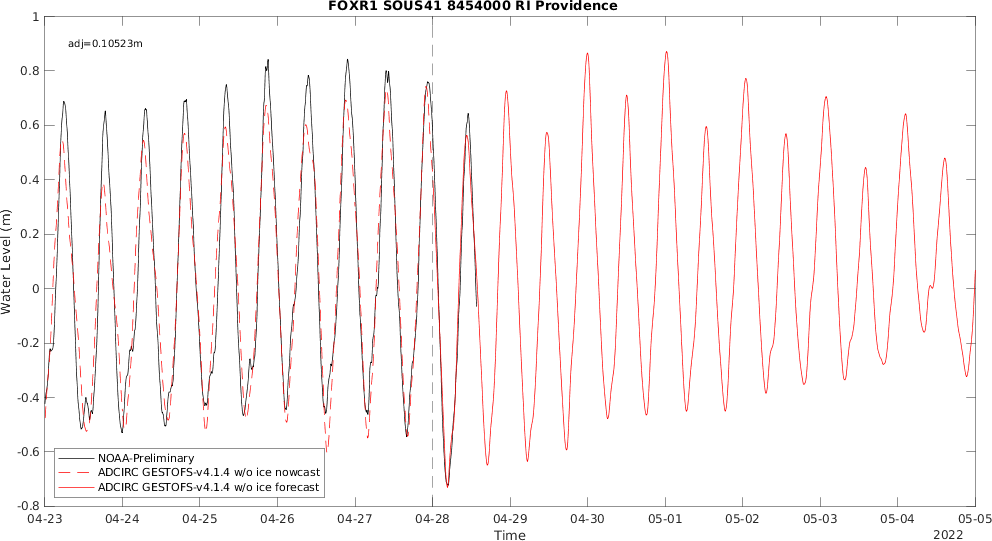 FOXR1 SOUS41 8454000 RI Providence
adj=0.10523m
1
0.8
0.6
0.4
0.2
0
-0.2
-0.4
-0.6
-0.8
Water Level (m)
NOAA-Preliminary
ADCIRC GESTOFS-v4.1.4 w/o ice nowcast
ADCIRC GESTOFS-v4.1.4 w/o ice forecast
04-23 04-24 04-25 04-26 04-27 04-28 04-29 04-30 05-01 05-02 05-03 05-04 05-05
Time
2022